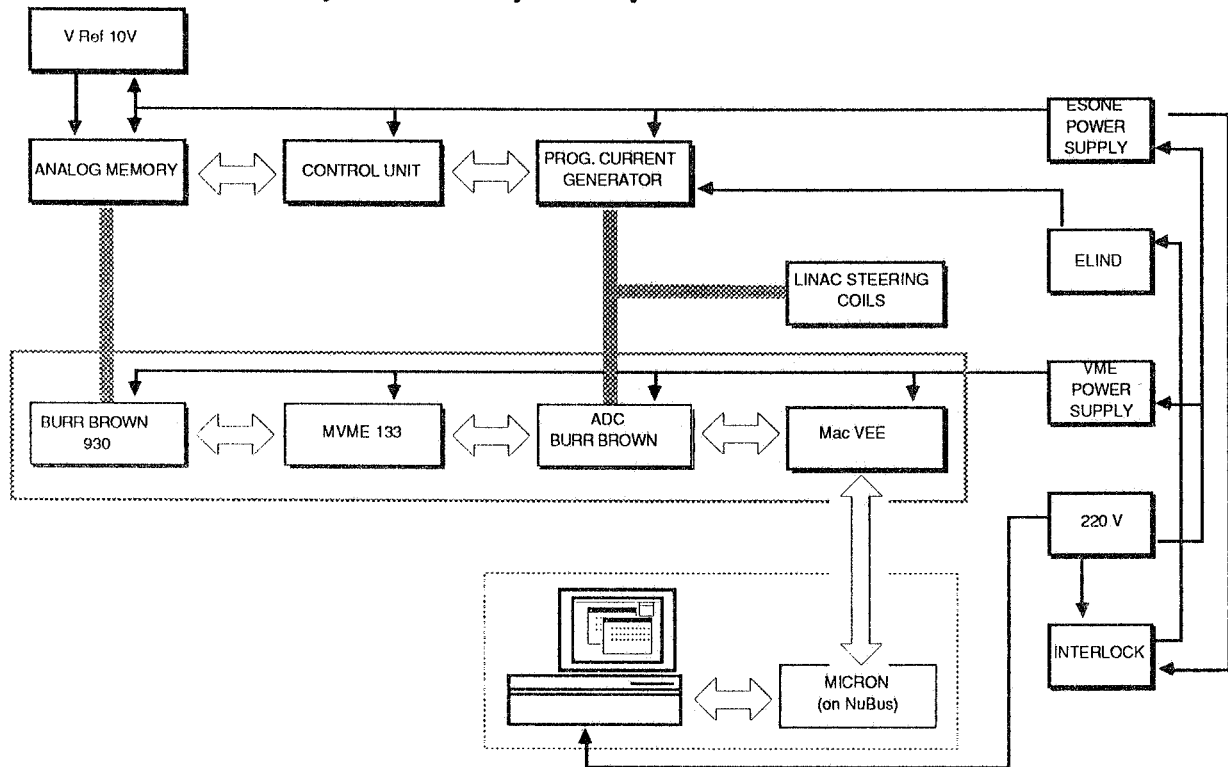 V Ref 10V
ESONE
POWER
SUPPLY
ANALOG MEMORY
CONTROL UNIT
PROG. CURRENT
GENERATOR
ELIND
LINAC STEERING
COILS
VME
POWER
SUPPLY
BURR BROWN
930
MVME 133
ADC
BURR BROWN
Mac VEE
220 V
INTERLOCK
MICRON
(on NuBus)